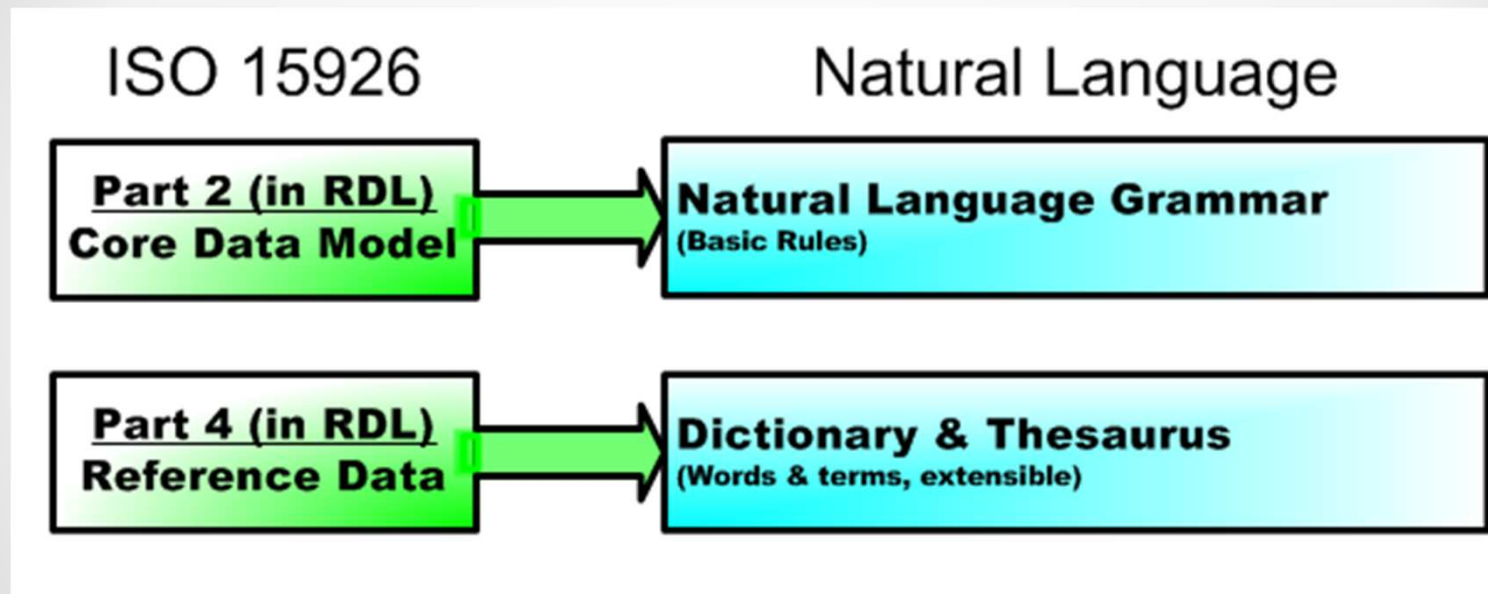 ISO 15926
Natural Language
Part 2 (in RDL)
Core Data Model
Natural Language Grammar
(Basic Rules)
Part 4 (in RDL)
Reference Data
Dictionary & Thesaurus
(Words & terms, extensible)